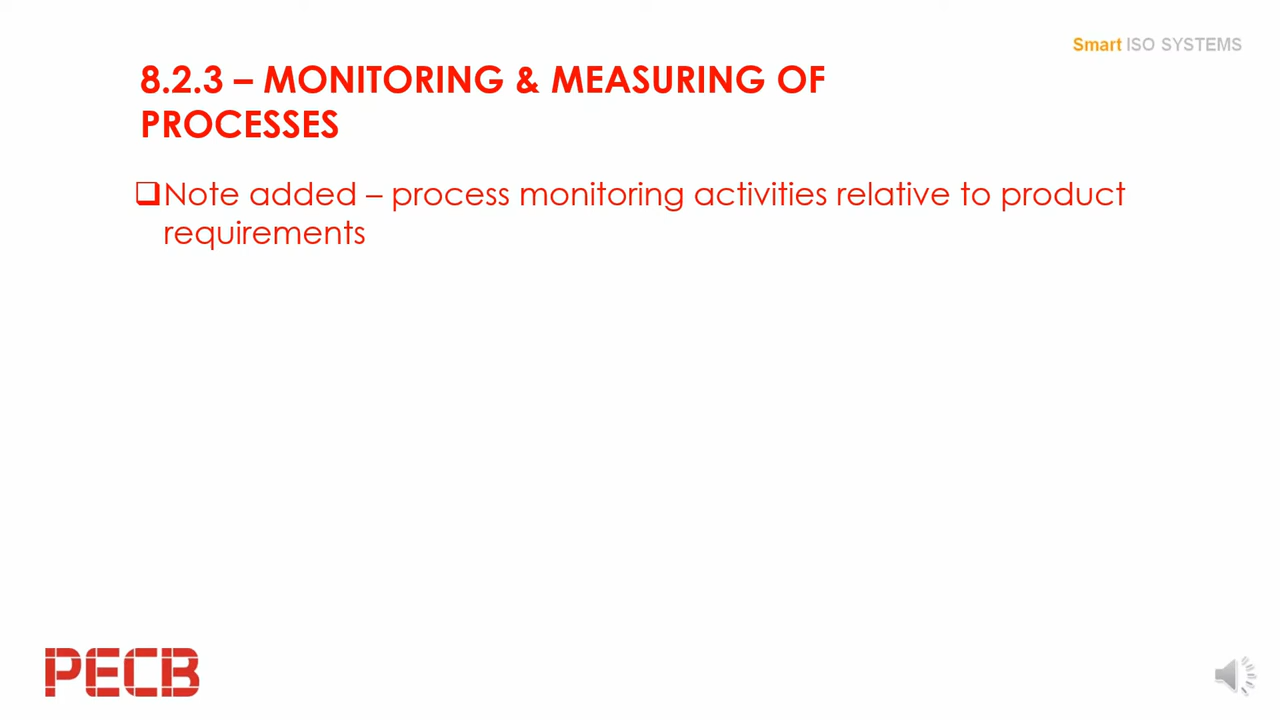 Smart ISO SYSTEMS
8.2.3 – MONITORING & MEASURING OF
PROCESSES
❑Note added – process monitoring activities relative to product
requirements
PECB